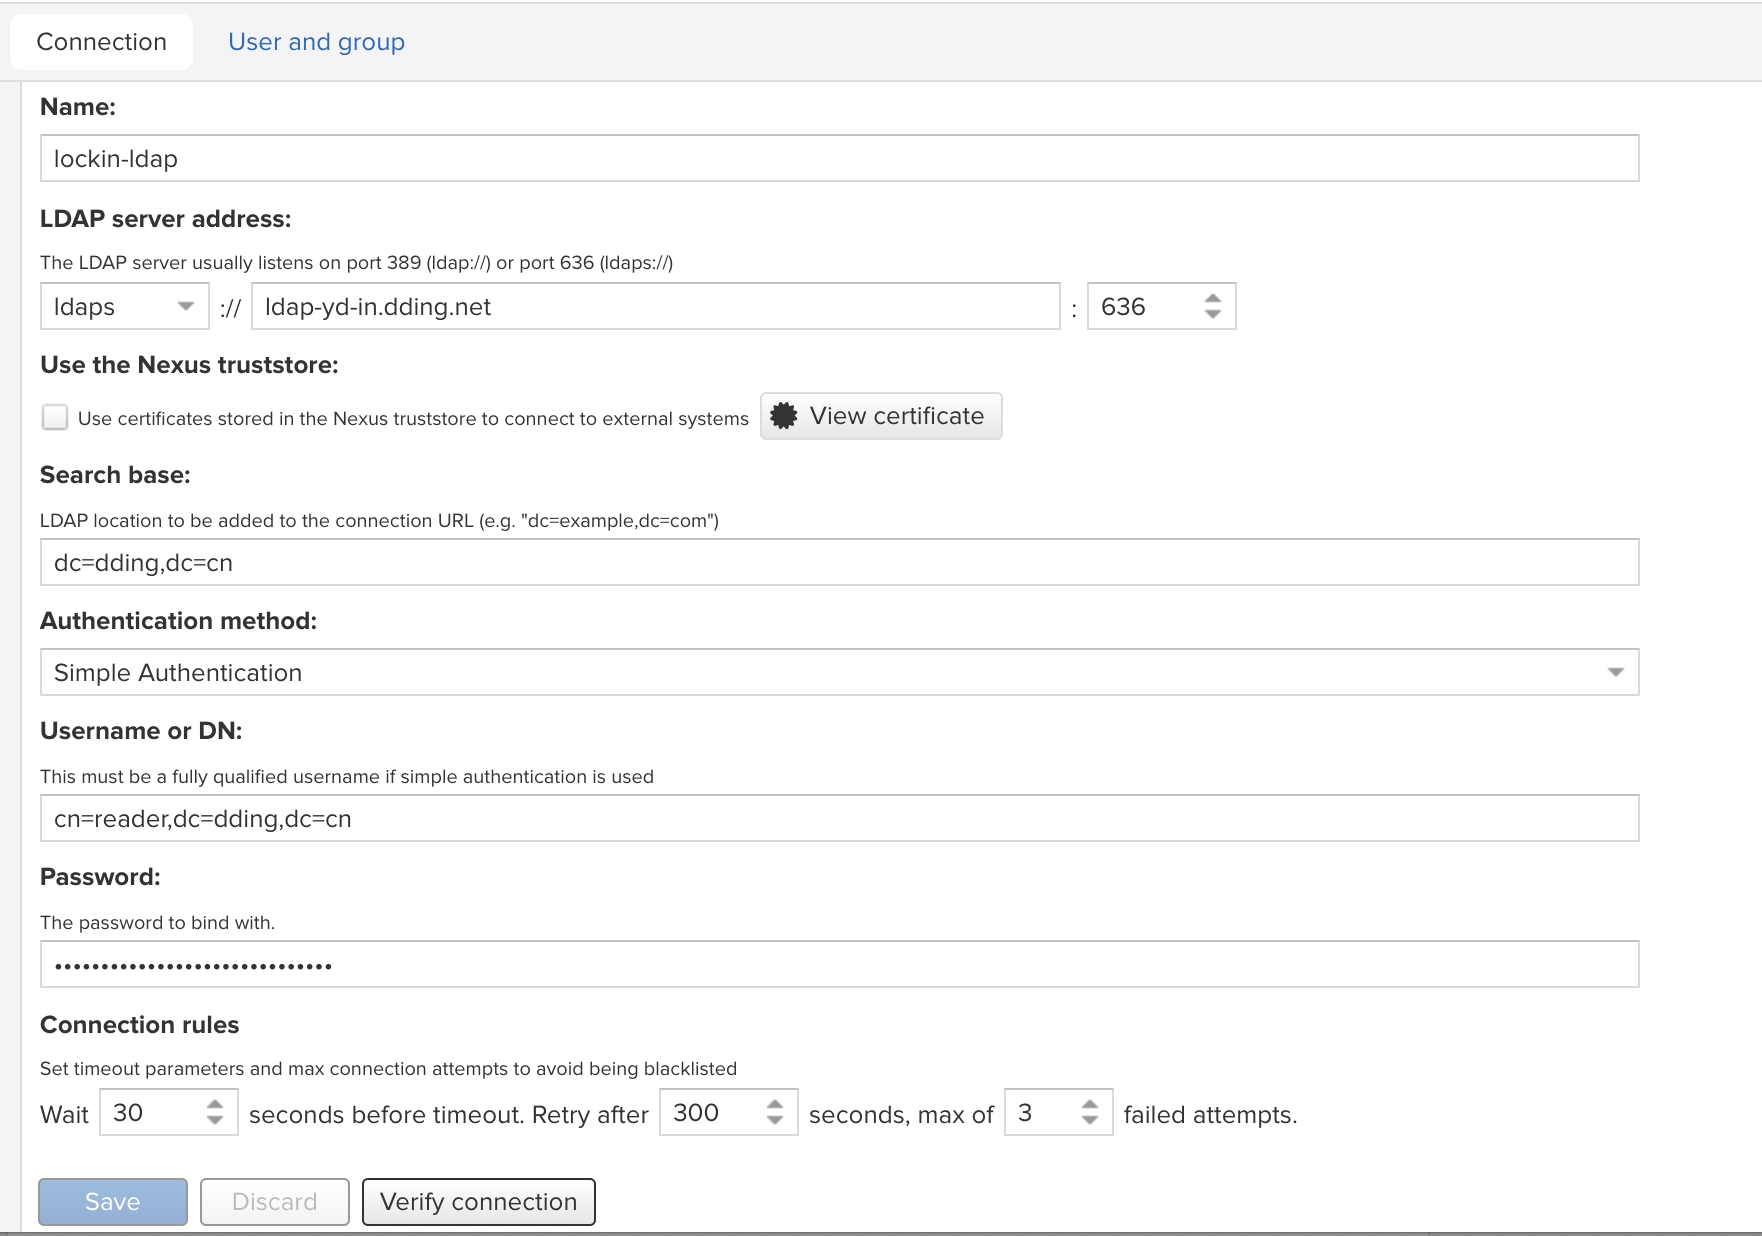 Connection User and group
Name:
lockin-ldap
LDAP server address:
The LDAP server usually listens on port 389 (ldap://) or port 636 (ldaps://)
ldaps :// ldap-yd-in.dding.net : 636
Use the Nexus truststore:
Use certificates stored in the Nexus truststore to connect to external systems View certificate
Search base:
LDAP location to be added to the connection URL (e.g. "dc=example,dc=com")
dc=dding,dc=cn
Authentication method:
Simple Authentication
Username or DN:
This must be a fully qualified username if simple authentication is used
cn=reader,dc=dding,dc=cn
Password:
The password to bind with.
••••••••••••••••••••••••••••••
Connection rules
Set timeout parameters and max connection attempts to avoid being blacklisted
Wait 30 seconds before timeout. Retry after 300 seconds, max of 3 failed attempts.
Save Discard Verify connection